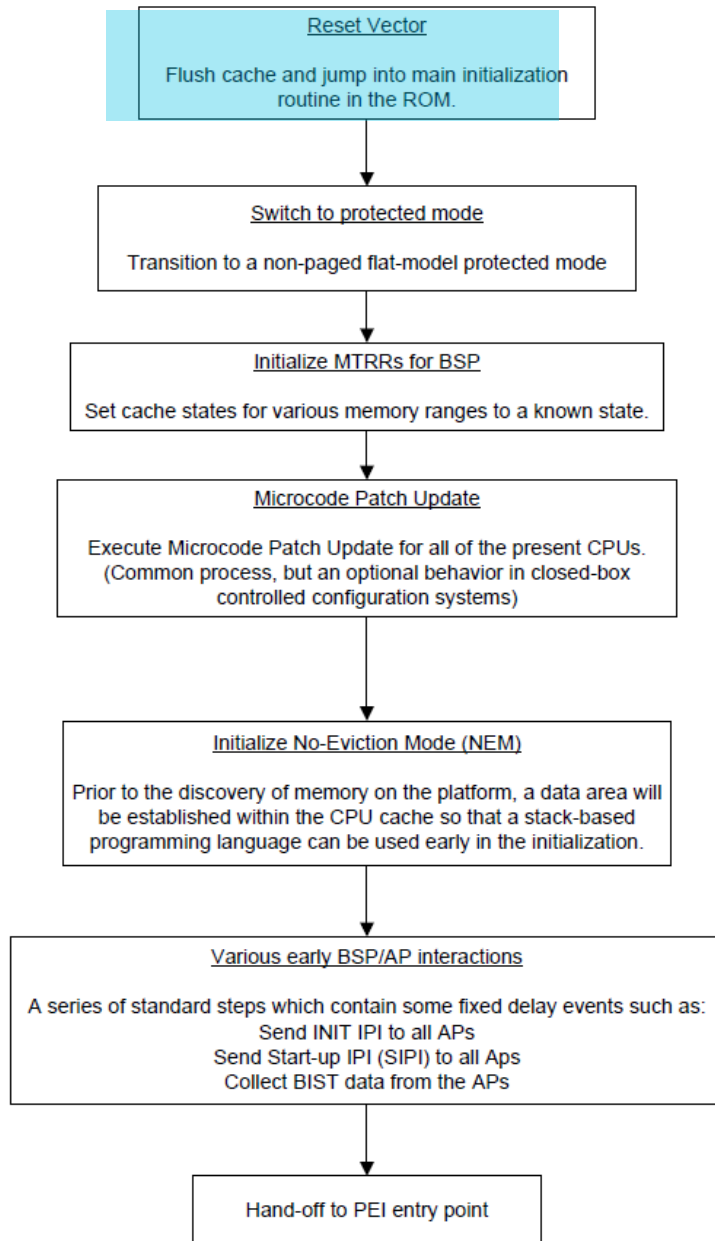 Reset Vector
Flush cache and jump into main initialization
routine in the ROM.
Switch to protected mode
Transition to a non-paged flat-model protected mode
Initialize MTRRs for BSP
Set cache states for various memory ranges to a known state.
Microcode Patch Update
Execute Microcode Patch Update for all of the present CPUs.
(Common process, but an optional behavior in closed-box
controlled configuration systems)
Initialize No-Eviction Mode (NEM)
Prior to the discovery of memory on the platform, a data area will
be established within the CPU cache so that a stack-based
programming language can be used early in the initialization.
Various early BSP/AP interactions
A series of standard steps which contain some fixed delay events such as:
Send INIT IPI to all APs
Send Start-up IPI (SIPI) to all Aps
Collect BIST data from the APs
Hand-off to PEI entry point